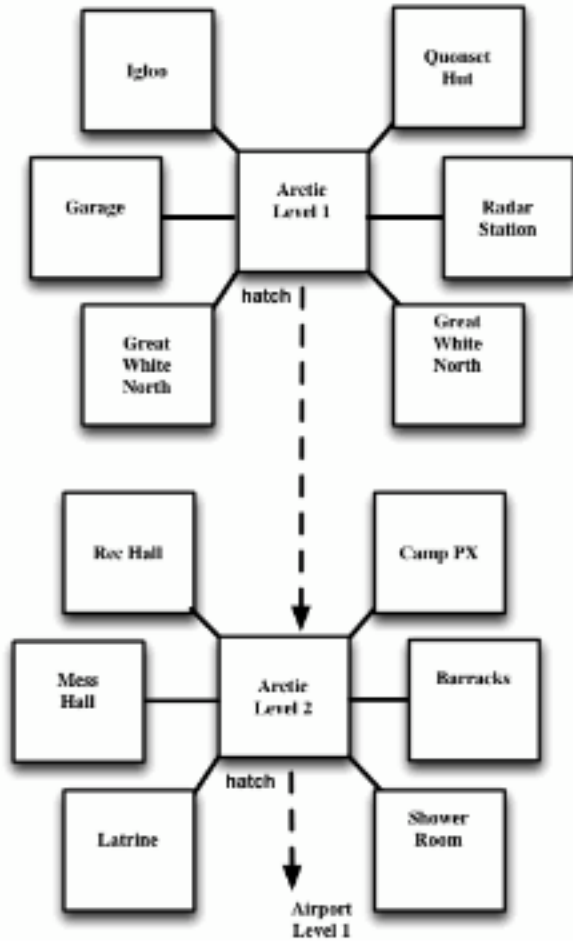 Igloo
Quonset
Hut
Arctic
Level 1
Garage
Radar
Station
hatch
Great
White
North
Great
White
North
Rec Hall
Camp PX
Mess
Hall
Arctic
Level 2
Barracks
hatch
Latrine
Shower
Room
Airport
Level 1